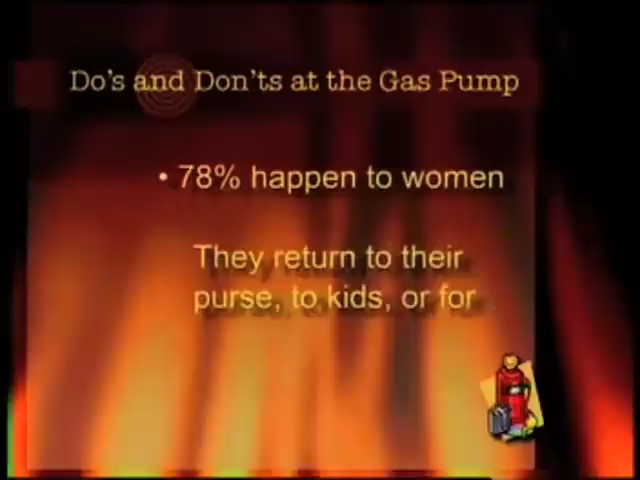 Do's and Don'ts at the Gas Pump
• 78% happen to women
They return to their
purse, to kids, or for